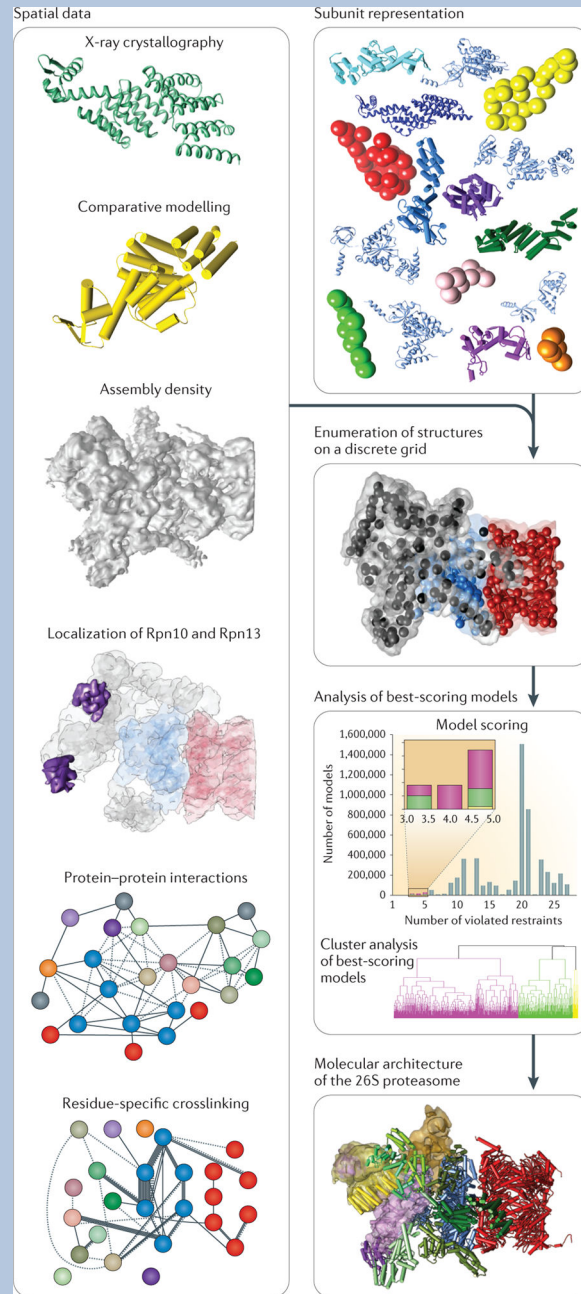 Spatial data
X-ray crystallography
Comparative modelling
Assembly density
Localization of Rpn10 and Rpn13
Protein–protein interactions
Residue-specific crosslinking
Subunit representation
Enumeration of structures
on a discrete grid
Analysis of best-scoring models
Model scoring
Number of models
1,600,000
1,400,000
1,200,000
1,000,000
800,000
600,000
400,000
200,000
0
3.0 3.5 4.0 4.5 5.0
1 5 10 15 20 25
Number of violated restraints
Cluster analysis
of best-scoring
models
Molecular architecture
of the 26S proteasome